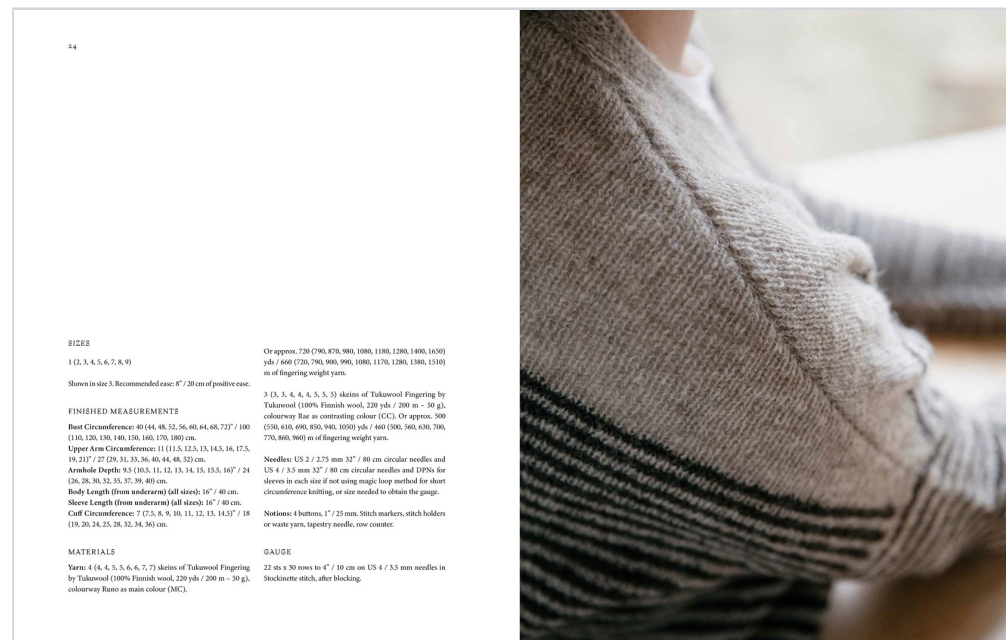 24
SIZES
1 (2, 3, 4, 5, 6, 7, 8, 9)
Shown in size 3. Recommended ease: 8” / 20 cm of positive ease.
FINISHED MEASUREMENTS
Bust Circumference: 40 (44, 48, 52, 56, 60, 64, 68, 72)” / 100
(110, 120, 130, 140, 150, 160, 170, 180) cm.
Upper Arm Circumference: 11 (11.5, 12.5, 13, 14.5, 16, 17.5,
19, 21)” / 27 (29, 31, 33, 36, 40, 44, 48, 52) cm.
Armhole Depth: 9.5 (10.5, 11, 12, 13, 14, 15, 15.5, 16)” / 24
(26, 28, 30, 32, 35, 37, 39, 40) cm.
Body Length (from underarm) (all sizes): 16” / 40 cm.
Sleeve Length (from underarm) (all sizes): 16” / 40 cm.
Cuff Circumference: 7 (7.5, 8, 9, 10, 11, 12, 13, 14.5)” / 18
(19, 20, 24, 25, 28, 32, 34, 36) cm.
MATERIALS
Yarn: 4 (4, 4, 5, 5, 6, 6, 7, 7) skeins of Tukuwool Fingering
by Tukuwool (100% Finnish wool, 220 yds / 200 m – 50 g),
colourway Runo as main colour (MC).
Or approx. 720 (790, 870, 980, 1080, 1180, 1280, 1400, 1650)
yds / 660 (720, 790, 900, 990, 1080, 1170, 1280, 1380, 1510)
m of fingering weight yarn.
3 (3, 3, 4, 4, 4, 5, 5, 5) skeins of Tukuwool Fingering by
Tukuwool (100% Finnish wool, 220 yds / 200 m – 50 g),
colourway Rae as contrasting colour (CC). Or approx. 500
(550, 610, 690, 850, 940, 1050) yds / 460 (500, 560, 630, 700,
770, 860, 960) m of fingering weight yarn.
Needles: US 2 / 2.75 mm 32” / 80 cm circular needles and
US 4 / 3.5 mm 32” / 80 cm circular needles and DPNs for
sleeves in each size if not using magic loop method for short
circumference knitting, or size needed to obtain the gauge.
Notions: 4 buttons, 1” / 25 mm. Stitch markers, stitch holders
or waste yarn, tapestry needle, row counter.
GAUGE
22 sts x 30 rows to 4” / 10 cm on US 4 / 3.5 mm needles in
Stockinette stitch, after blocking.